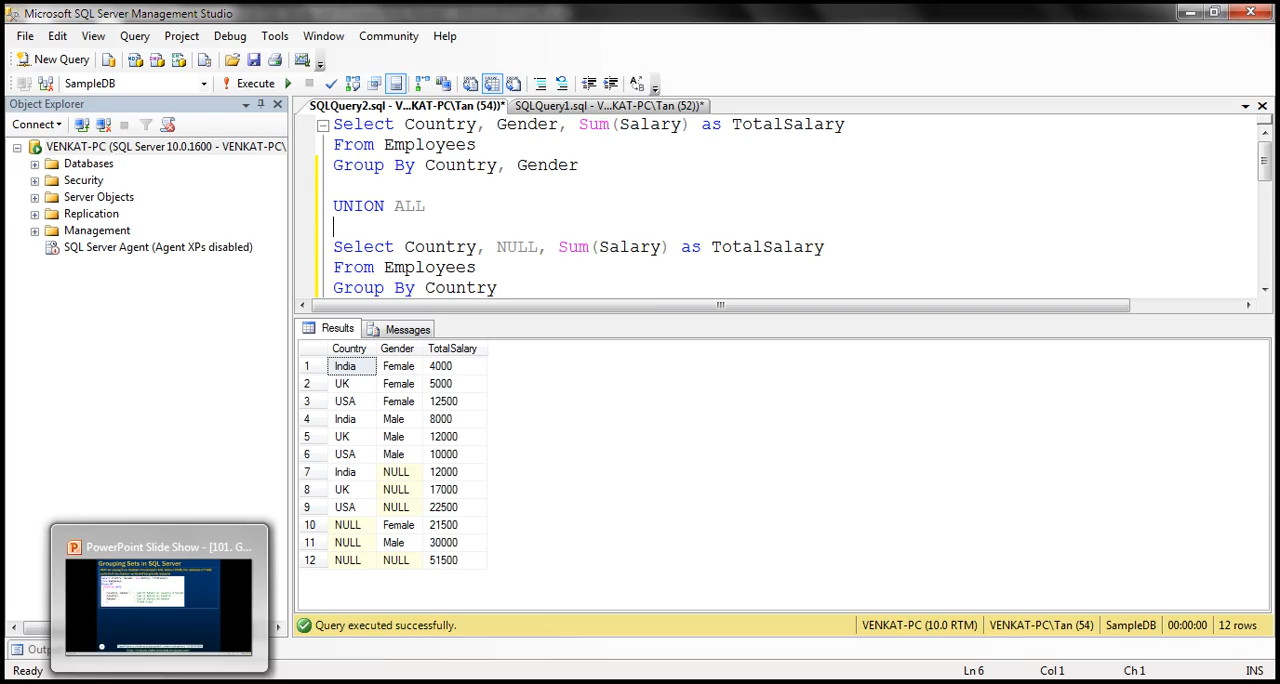 Microsoft SQL Server Management Studio
File Edit View Query Project Debug Tools Window Community Help
New Query
SampleDB Execute
Object Explorer
SQLQuery2.sql - V...KAT-PC\Tan (54))* SQLQuery1.sql - V...KAT-PC\Tan (52))*
Connect
VENKAT-PC (SQL Server 10.0.1600 - VENKAT-PC\
Databases
Security
Server Objects
Replication
Management
SQL Server Agent (Agent XPs disabled)
Select Country, Gender, Sum(Salary) as TotalSalary
From Employees
Group By Country, Gender
UNION ALL
Select Country, NULL, Sum(Salary) as TotalSalary
From Employees
Group By Country
Results Messages
Country Gender TotalSalary
1 India Female 4000
2 UK Female 5000
3 USA Female 12500
4 India Male 8000
5 UK Male 12000
6 USA Male 10000
7 India NULL 12000
8 UK NULL 17000
9 USA NULL 22500
10 NULL Female 21500
11 NULL Male 30000
12 NULL NULL 51500
PowerPoint Slide Show - [101. G...
Grouping Sets in SQL Server
Query executed successfully. VENKAT-PC (10.0 RTM) VENKAT-PC\Tan (54) SampleDB 00:00:00 12 rows
Outp
Ready Ln 6 Col 1 Ch 1 INS